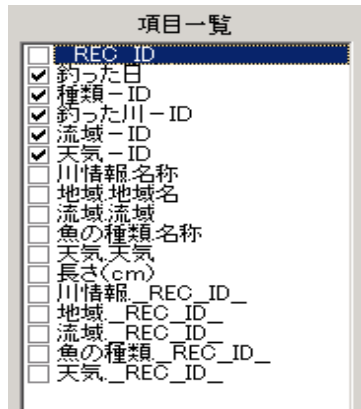 項目一覧
_REC_ID_
釣った日
種類－ID
釣った川－ID
流域－ID
天気－ID
川情報.名称
地域.地域名
流域.流域
魚の種類.名称
天気.天気
長さ(cm)
川情報._REC_ID_
地域._REC_ID_
流域._REC_ID_
魚の種類._REC_ID_
天気._REC_ID_